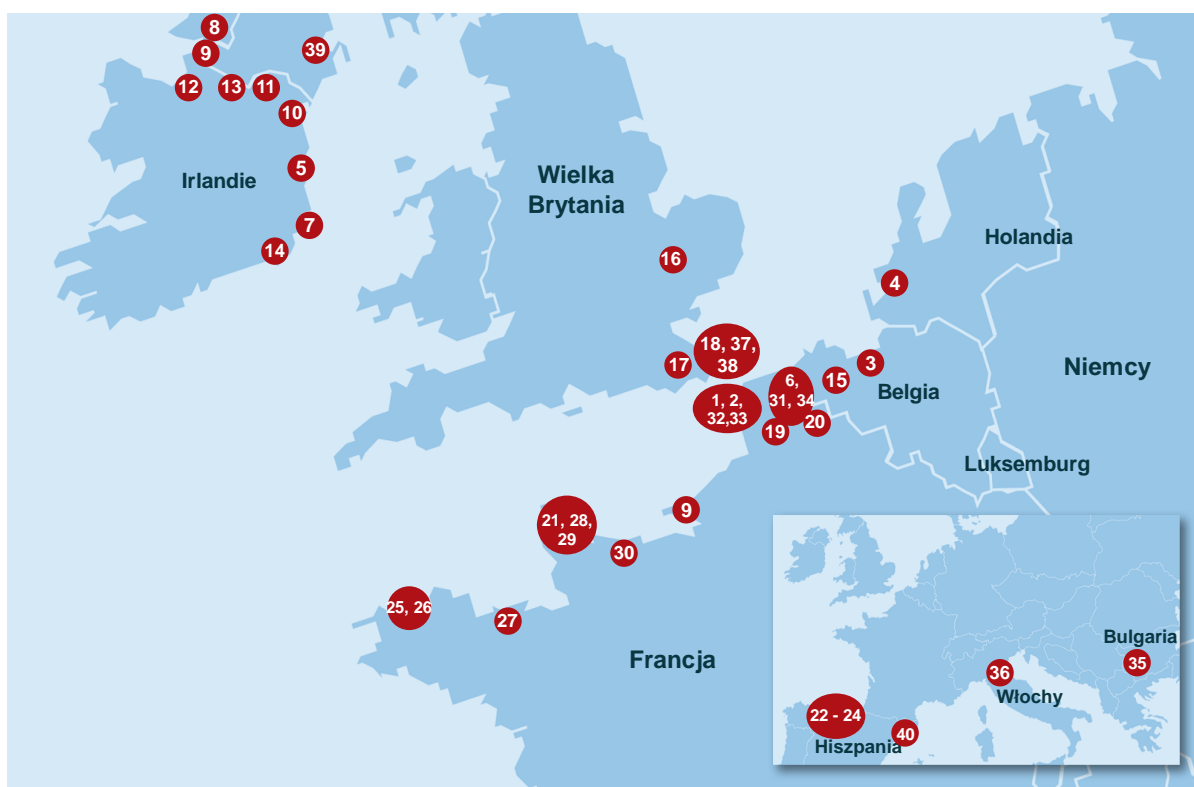 8
9
39
12
13
11
10
5
Irlandie
7
14
Wielka
Brytania
16
Holandia
4
18, 37,
38
17
3
15
Belgia
Niemcy
6,
31, 34
1, 2,
32,33
19
20
Luksemburg
9
21, 28,
29
30
25, 26
27
Francja
Bulgaria
35
36
Włochy
22 - 24
40
Hiszpania